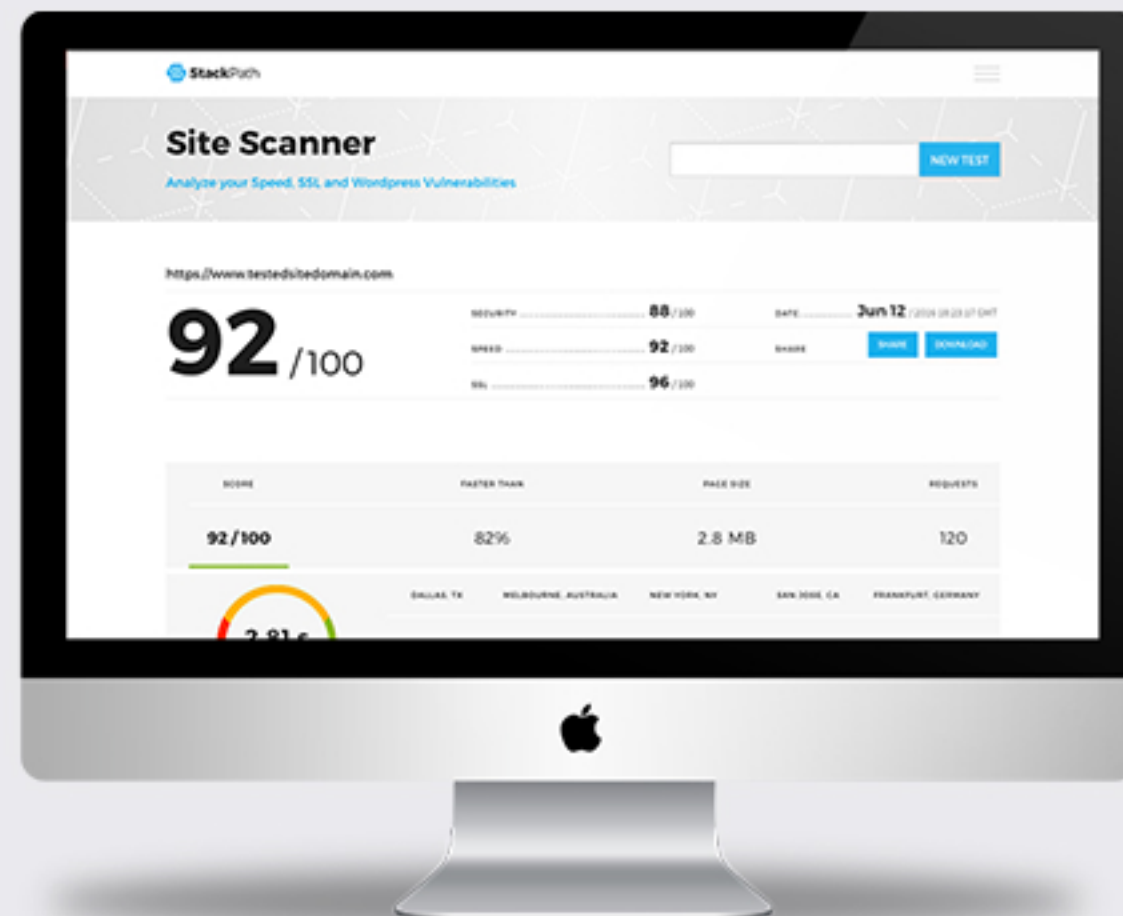 StackPath
Site Scanner
Analyze your Speed, SSL and Wordpress Vulnerabilities
NEW TEST
https://www.testedsitedomain.com
92 /100
SECURITY 88 /100
SPEED 92 /100
SSL 96 /100
DATE Jun 12
SHARE SHARE DOWNLOAD
SCORE FASTER THAN PAGE SIZE REQUESTS
92/100 82% 2.8 MB 120
DALLAS, TX MELBOURNE, AUSTRALIA NEW YORK, NY SAN JOSE, CA FRANKFURT, GERMANY
2.81 s